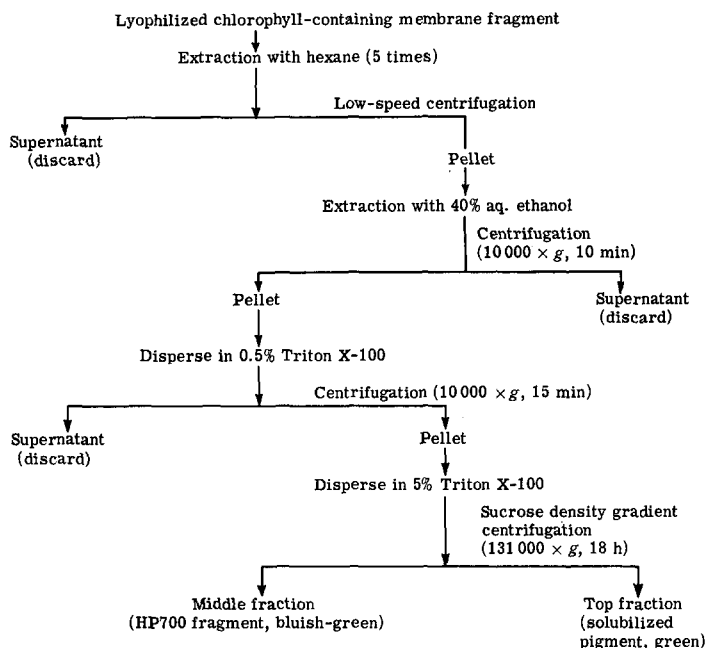 Lyophilized chlorophyll-containing membrane fragment
Extraction with hexane (5 times)
Low-speed centrifugation
Supernatant
(discard)
Pellet
Extraction with 40% aq. ethanol
Centrifugation
(10 000 × g, 10 min)
Pellet
Supernatant
(discard)
Disperse in 0.5% Triton X-100
Centrifugation (10 000 × g, 15 min)
Supernatant
(discard)
Pellet
Disperse in 5% Triton X-100
Sucrose density gradient
centrifugation
(131 000 × g, 18 h)
Middle fraction
(HP700 fragment, bluish-green)
Top fraction
(solubilized
pigment, green)